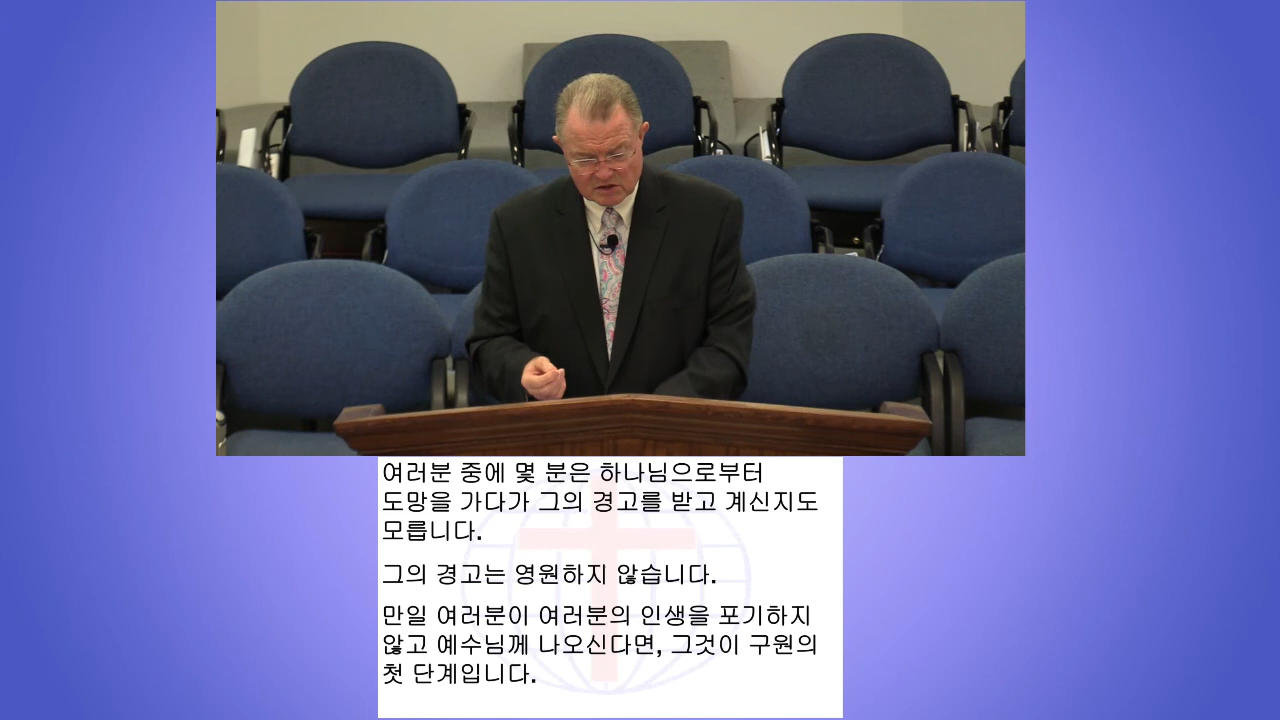 여러분 중에 몇 분은 하나님으로부터
도망을 가다가 그의 경고를 받고 계신지도
모릅니다.
그의 경고는 영원하지 않습니다.
만일 여러분이 여러분의 인생을 포기하지
않고 예수님께 나오신다면, 그것이 구원의
첫 단계입니다.